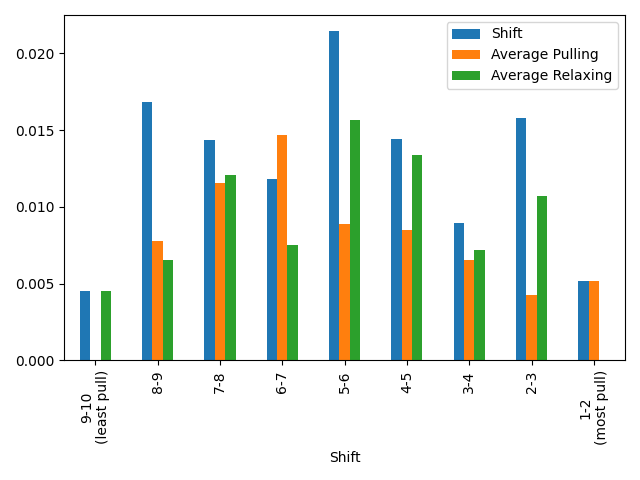 Shift
Average Pulling
Average Relaxing
0.020
0.015
0.010
0.005
0.000
9-10
(least pull)
8-9
7-8
6-7
5-6
4-5
3-4
2-3
1-2
(most pull)
Shift